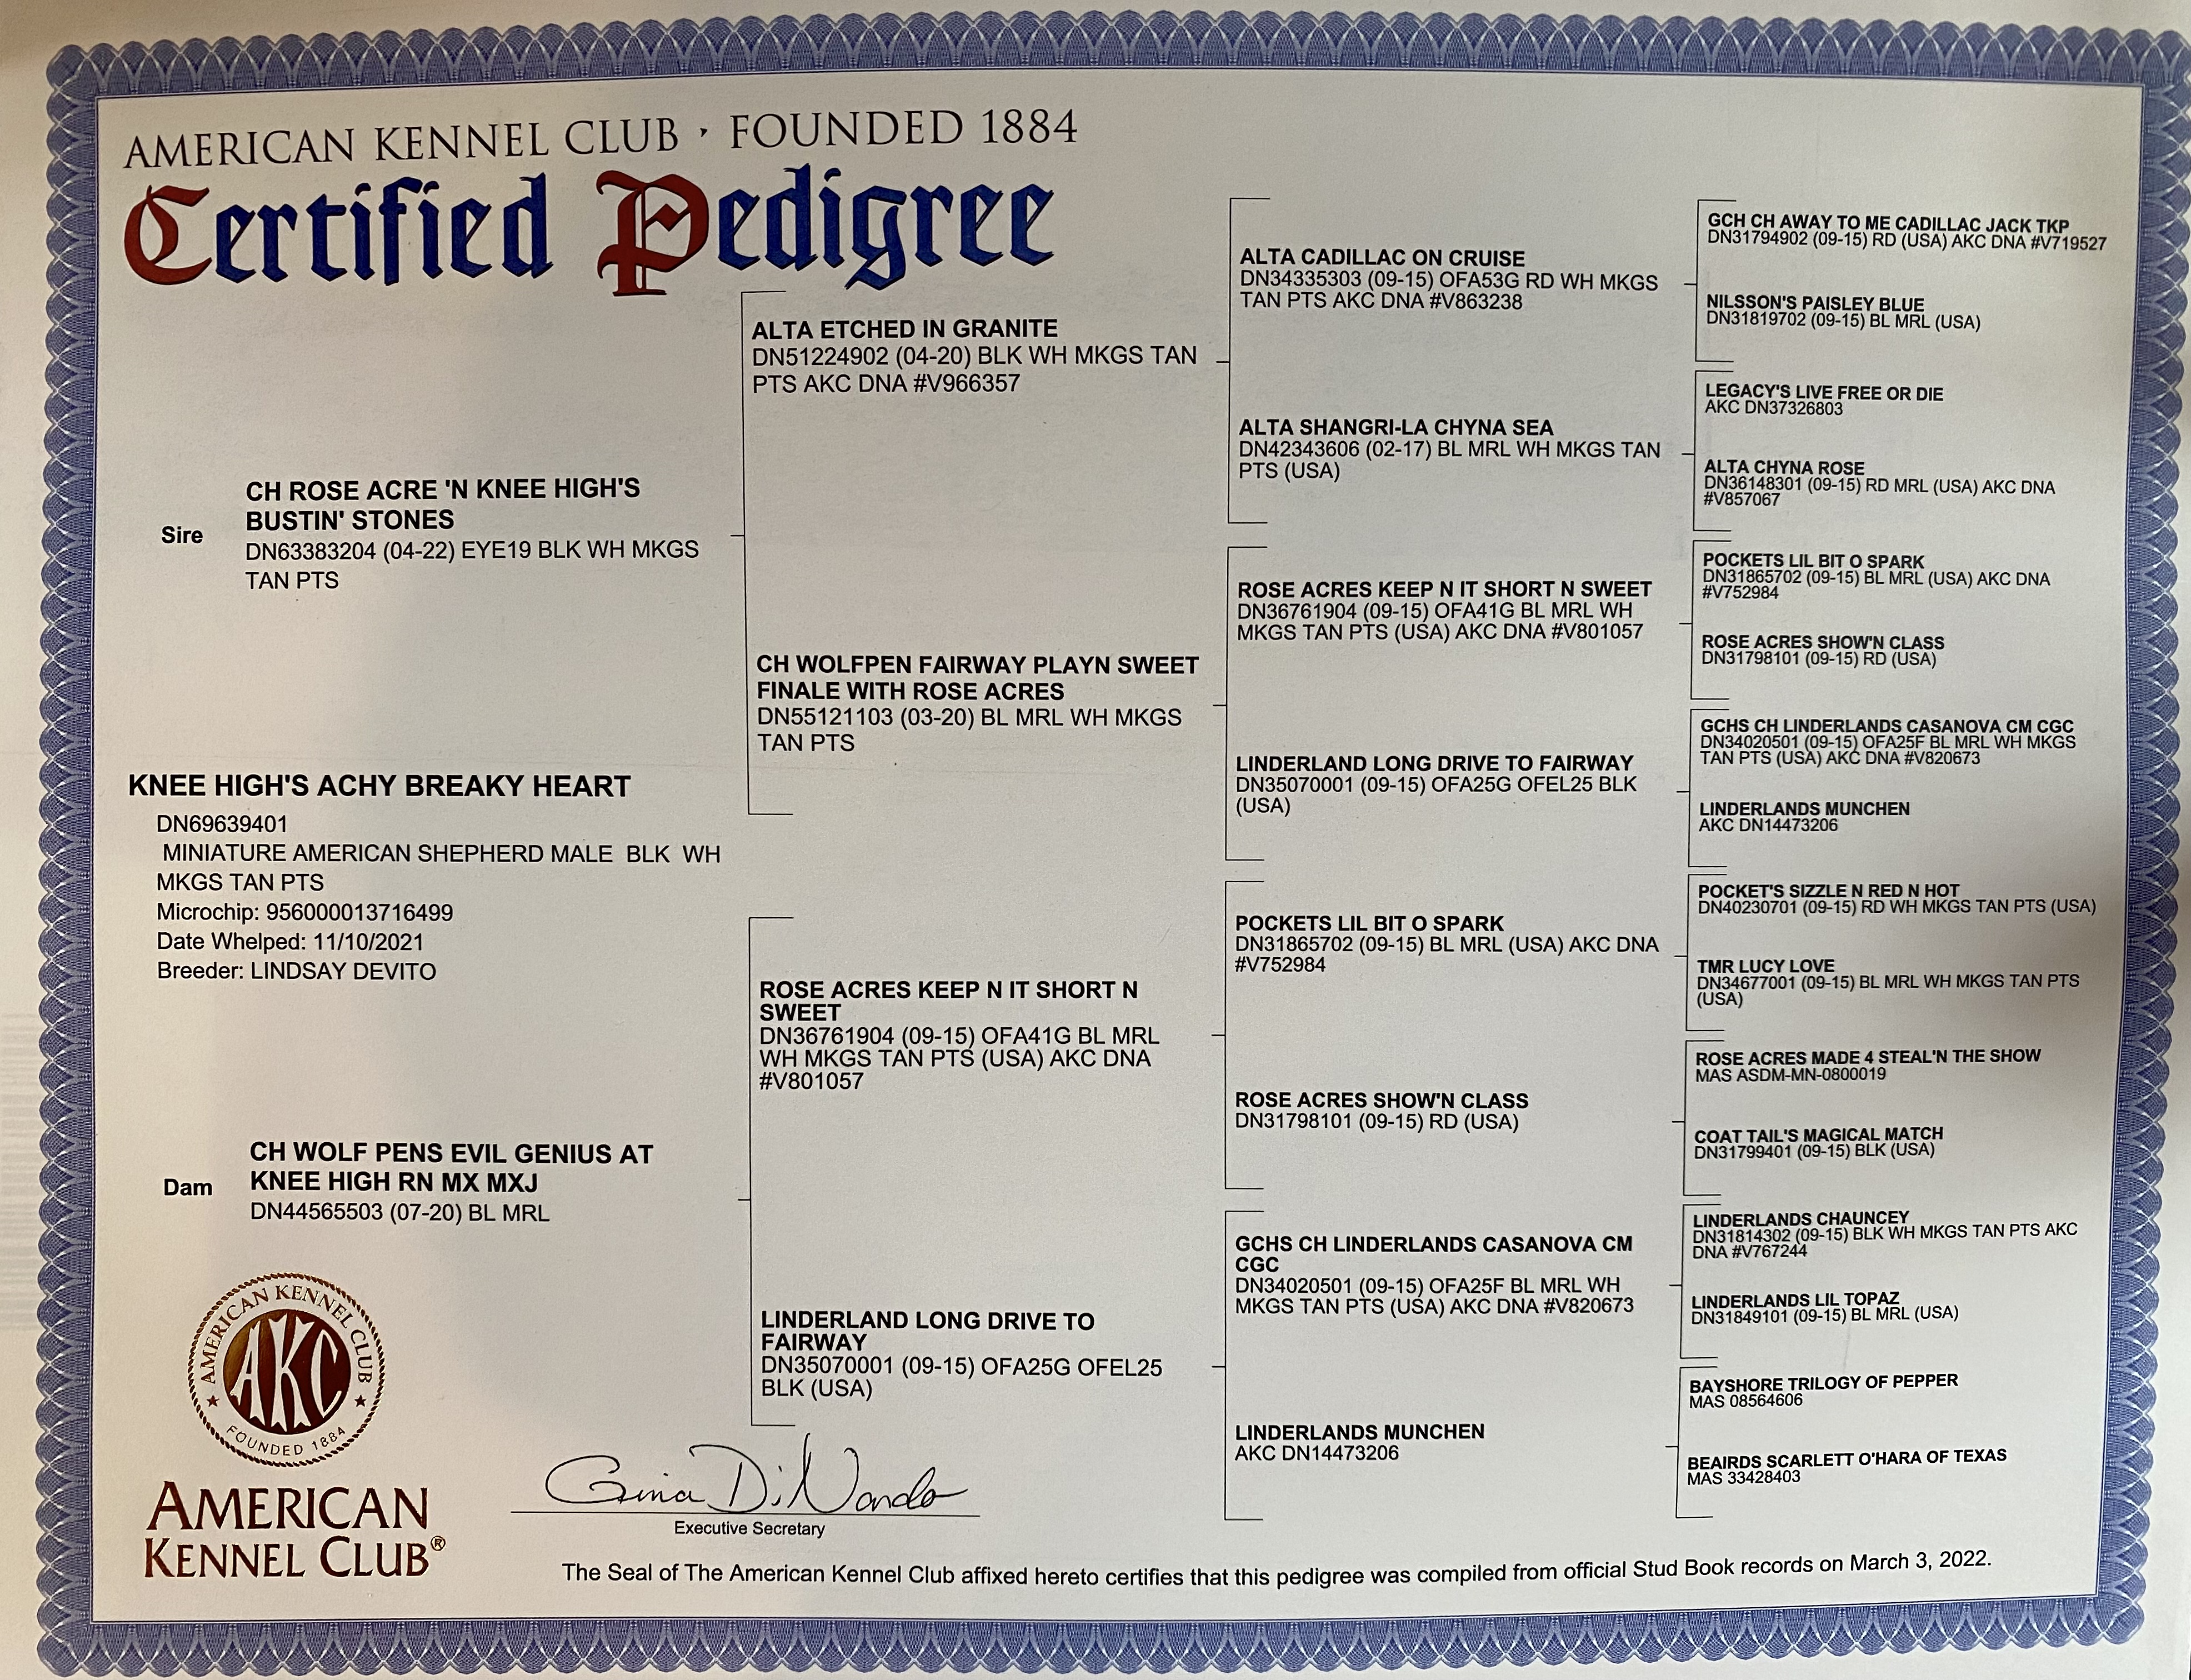 AMERICAN KENNEL CLUB · FOUNDED 1884
Certified Pedigree
Sire
CH ROSE ACRE 'N KNEE HIGH'S
BUSTIN' STONES
DN63383204 (04-22) EYE19 BLK WH MKGS
TAN PTS
KNEE HIGH'S ACHY BREAKY HEART
DN69639401
MINIATURE AMERICAN SHEPHERD MALE BLK WH
MKGS TAN PTS
Microchip: 956000013716499
Date Whelped: 11/10/2021
Breeder: LINDSAY DEVITO
Dam
CH WOLF PENS EVIL GENIUS AT
KNEE HIGH RN MX MXJ
DN44565503 (07-20) BL MRL
ALTA ETCHED IN GRANITE
DN51224902 (04-20) BLK WH MKGS TAN
PTS AKC DNA #V966357
CH WOLFPEN FAIRWAY PLAYN SWEET
FINALE WITH ROSE ACRES
DN55121103 (03-20) BL MRL WH MKGS
TAN PTS
ROSE ACRES KEEP N IT SHORT N
SWEET
DN36761904 (09-15) OFA41G BL MRL
WH MKGS TAN PTS (USA) AKC DNA
#V801057
LINDERLAND LONG DRIVE TO
FAIRWAY
DN35070001 (09-15) OFA25G OFEL25
BLK (USA)
ALTA CADILLAC ON CRUISE
DN34335303 (09-15) OFA53G RD WH MKGS
TAN PTS AKC DNA #V863238
ALTA SHANGRI-LA CHYNA SEA
DN42343606 (02-17) BL MRL WH MKGS TAN
PTS (USA)
ROSE ACRES KEEP N IT SHORT N SWEET
DN36761904 (09-15) OFA41G BL MRL WH
MKGS TAN PTS (USA) AKC DNA #V801057
LINDERLAND LONG DRIVE TO FAIRWAY
DN35070001 (09-15) OFA25G OFEL25 BLK
(USA)
POCKETS LIL BIT O SPARK
DN31865702 (09-15) BL MRL (USA) AKC DNA
#V752984
ROSE ACRES SHOW'N CLASS
DN31798101 (09-15) RD (USA)
GCHS CH LINDERLANDS CASANOVA CM
CGC
DN34020501 (09-15) OFA25F BL MRL WH
MKGS TAN PTS (USA) AKC DNA #V820673
LINDERLANDS MUNCHEN
AKC DN14473206
GCH CH AWAY TO ME CADILLAC JACK TKP
DN31794902 (09-15) RD (USA) AKC DNA #V719527
NILSSON'S PAISLEY BLUE
DN31819702 (09-15) BL MRL (USA)
LEGACY'S LIVE FREE OR DIE
AKC DN37326803
ALTA CHYNA ROSE
DN36148301 (09-15) RD MRL (USA) AKC DNA
#V857067
POCKETS LIL BIT O SPARK
DN31865702 (09-15) BL MRL (USA) AKC DNA
#V752984
ROSE ACRES SHOW'N CLASS
DN31798101 (09-15) RD (USA)
GCHS CH LINDERLANDS CASANOVA CM CGC
DN34020501 (09-15) OFA25F BL MRL WH MKGS
TAN PTS (USA) AKC DNA #V820673
LINDERLANDS MUNCHEN
AKC DN14473206
POCKET'S SIZZLE N RED N HOT
DN40230701 (09-15) RD WH MKGS TAN PTS (USA)
TMR LUCY LOVE
DN34677001 (09-15) BL MRL WH MKGS TAN PTS
(USA)
ROSE ACRES MADE 4 STEAL'N THE SHOW
MAS ASDM-MN-0800019
COAT TAIL'S MAGICAL MATCH
DN31799401 (09-15) BLK (USA)
LINDERLANDS CHAUNCEY
DN31814302 (09-15) BLK WH MKGS TAN PTS AKC
DNA #V767244
LINDERLANDS LIL TOPAZ
DN31849101 (09-15) BL MRL (USA)
BAYSHORE TRILOGY OF PEPPER
MAS 08564606
BEAIRDS SCARLETT O'HARA OF TEXAS
MAS 33428403
AMERICAN KENNEL CLUB
AKC
FOUNDED 1884
AMERICAN
KENNEL CLUB®
Gina DiNardo
Executive Secretary
The Seal of The American Kennel Club affixed hereto certifies that this pedigree was compiled from official Stud Book records on March 3, 2022.